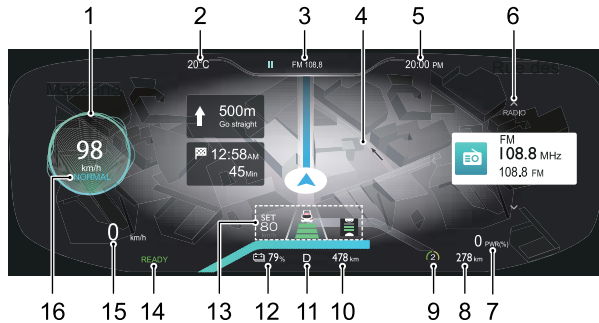 1 2 3 4 5 6
20°C
FM 108.8
20:00 PM
500m
Go straight
12:58AM
45Min
98
km/h
NORMAL
RADIO
FM
108.8 MHz
108.8 FM
SET
80
0 km/h
0 PWR(%)
READY
79%
D
478km
2
278km
16 15 14 13 12 11 10 9 8 7